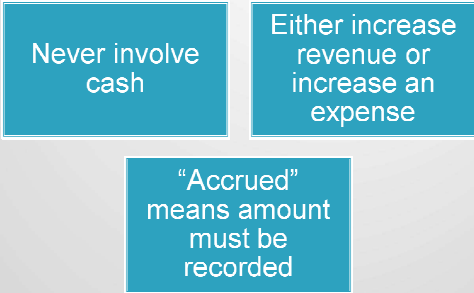 Never involve
cash
Either increase
revenue or
increase an
expense
“Accrued”
means amount
must be
recorded